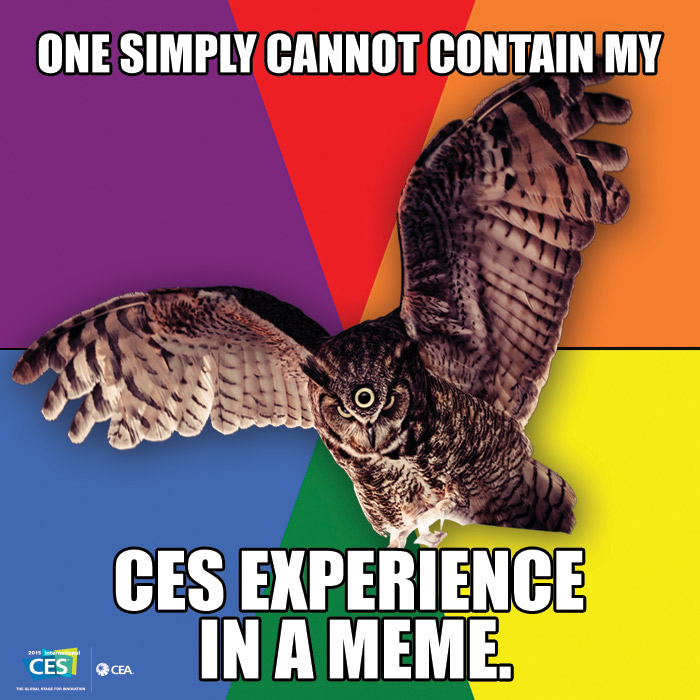 ONE SIMPLY CANNOT CONTAIN MY
CES EXPERIENCE
IN A MEME.
2015 International
CES
CEA
THE GLOBAL STAGE FOR INNOVATION